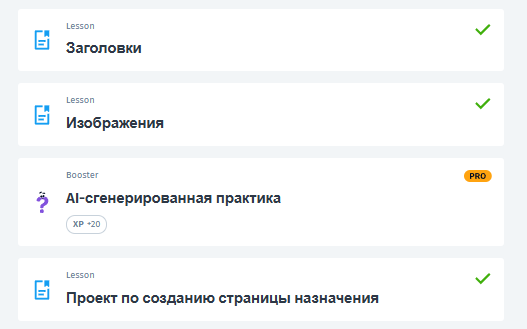 Lesson
Заголовки
Lesson
Изображения
Booster
PRO
AI-сгенерированная практика
XP +20
Lesson
Проект по созданию страницы назначения